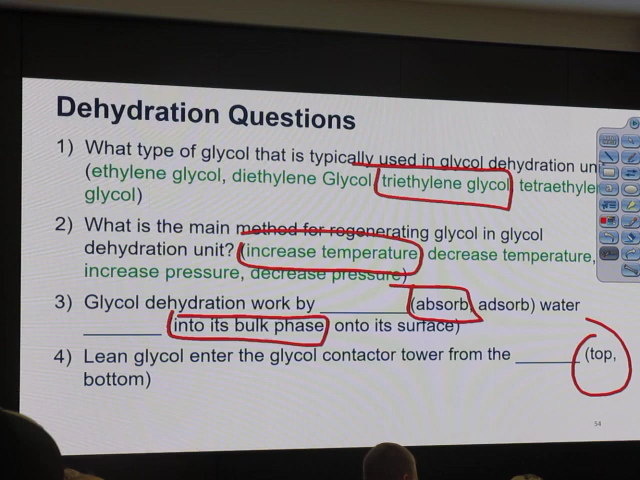 Dehydration Questions
1) What type of glycol that is typically used in glycol dehydration uni
(ethylene glycol, diethylene Glycol, triethylene glycol, tetraethylen
glycol)
2) What is the main method for regenerating glycol in glycol
dehydration unit? (increase temperature, decrease temperature,
increase pressure, decrease pressure)
3) Glycol dehydration work by ________ (absorb, adsorb) water
_______ (into its bulk phase, onto its surface)
4) Lean glycol enter the glycol contactor tower from the ______ (top,
bottom)
54